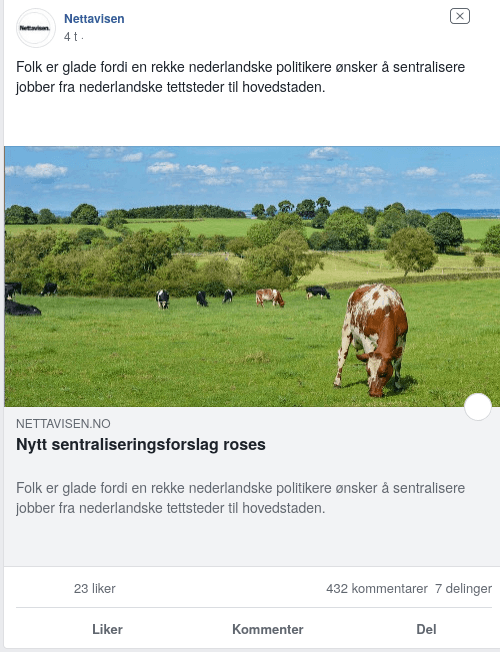 Nettavisen.
Nettavisen
4 t ·
Folk er glade fordi en rekke nederlandske politikere ønsker å sentralisere
jobber fra nederlandske tettsteder til hovedstaden.
NETTAVISEN.NO
Nytt sentraliseringsforslag roses
Folk er glade fordi en rekke nederlandske politikere ønsker å sentralisere
jobber fra nederlandske tettsteder til hovedstaden.
23 liker 432 kommentarer 7 delinger
Liker Kommenter Del